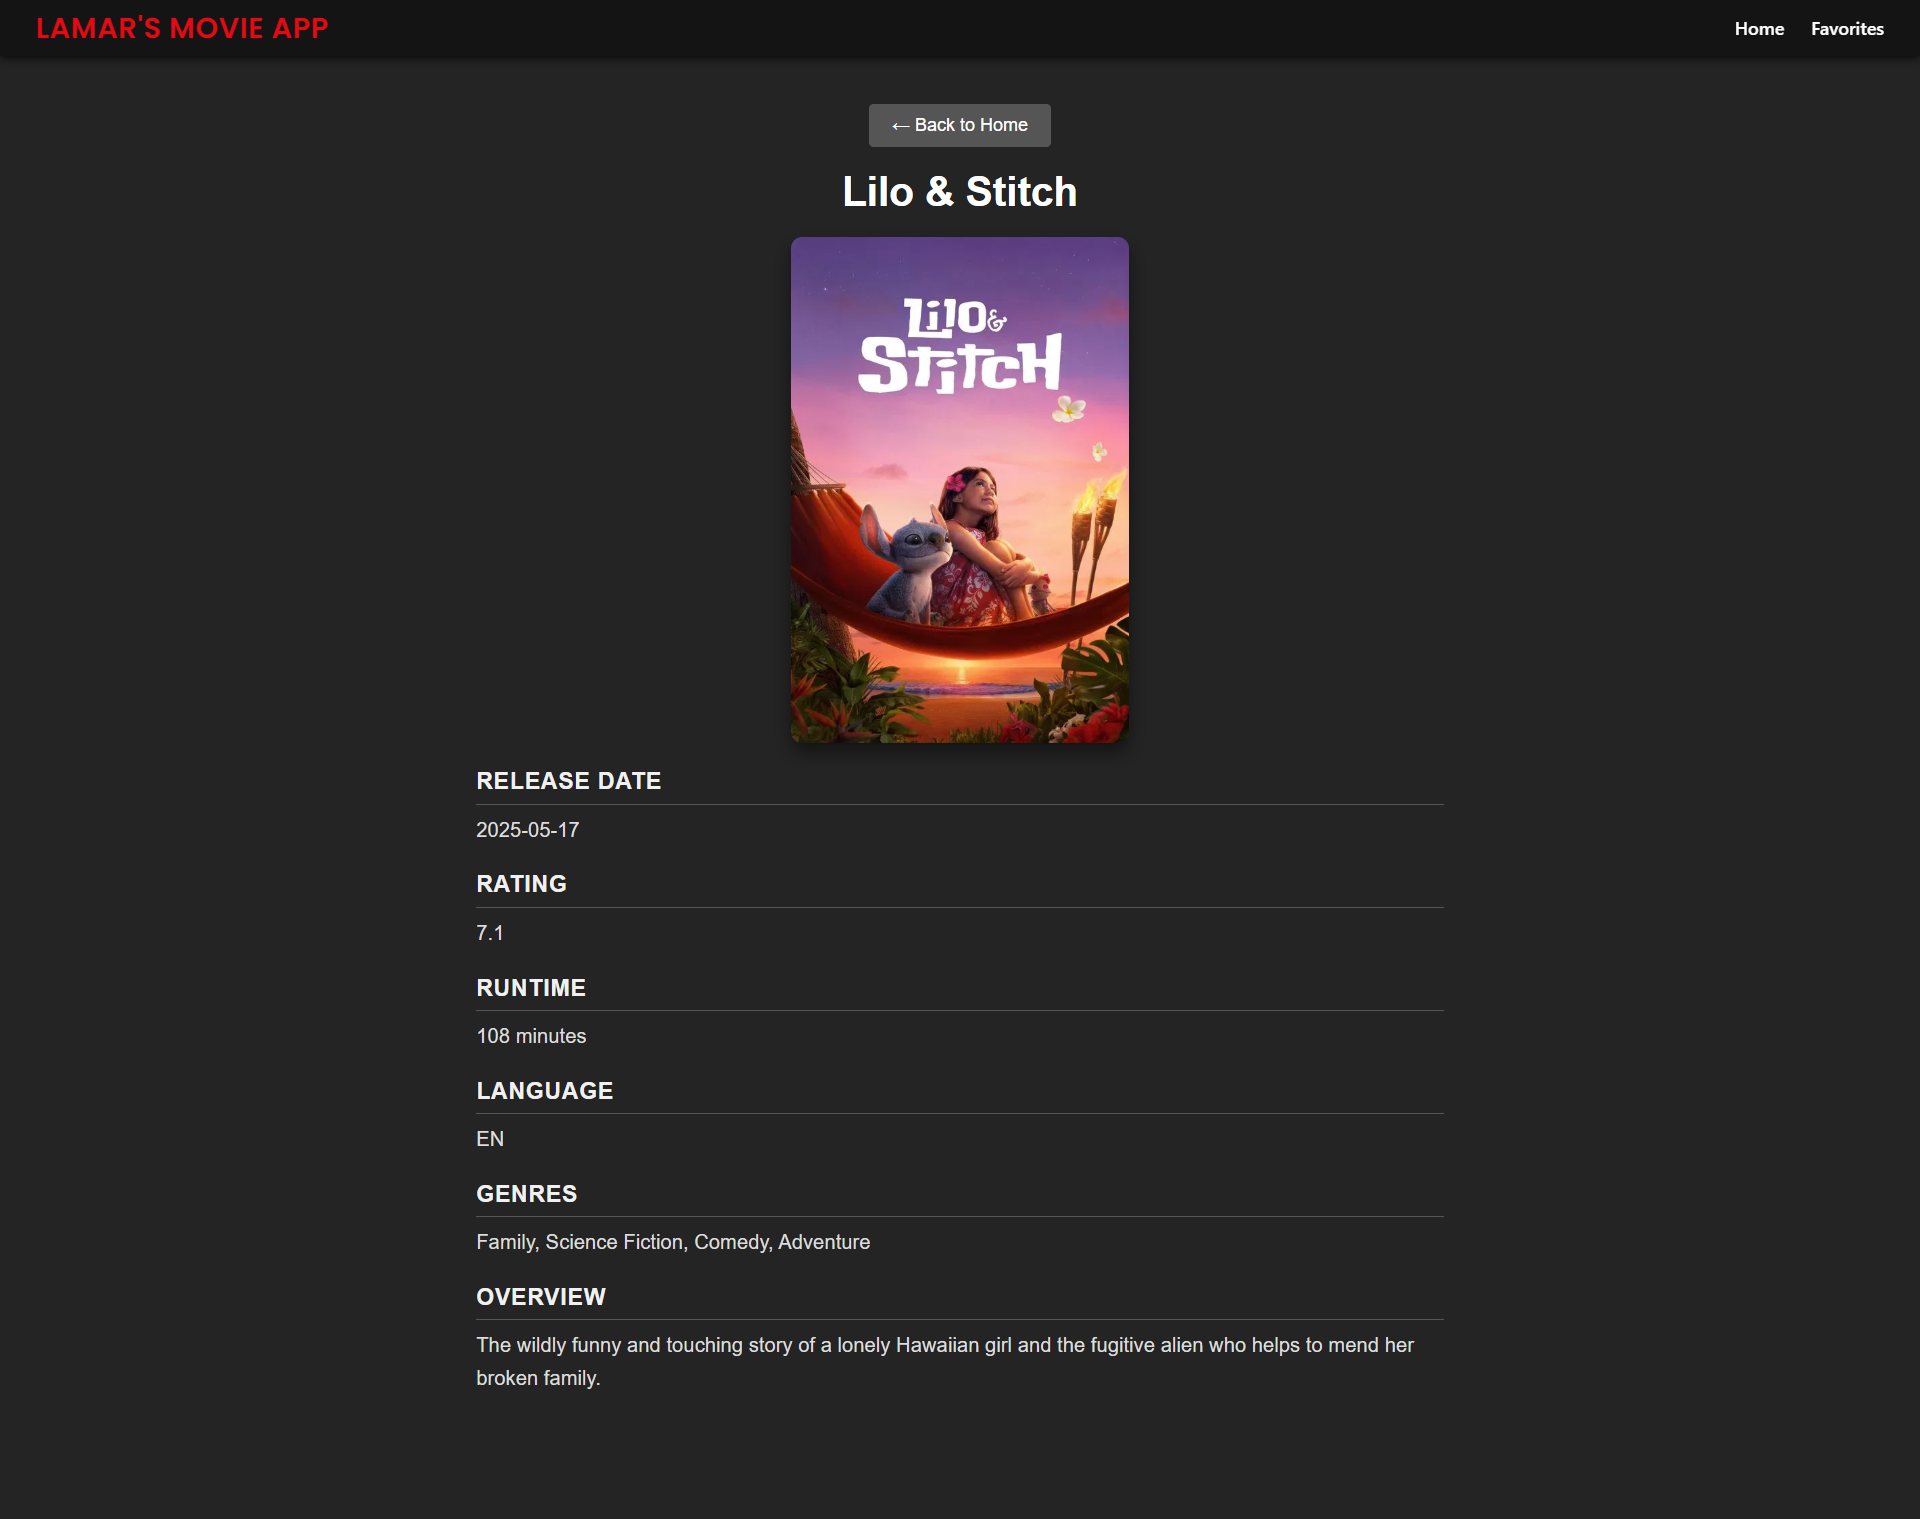 LAMAR'S MOVIE APP
Home Favorites
← Back to Home
Lilo & Stitch
Lilo &
Stitch
RELEASE DATE
2025-05-17
RATING
7.1
RUNTIME
108 minutes
LANGUAGE
EN
GENRES
Family, Science Fiction, Comedy, Adventure
OVERVIEW
The wildly funny and touching story of a lonely Hawaiian girl and the fugitive alien who helps to mend her
broken family.